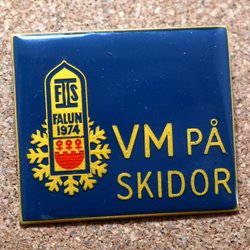 FIS
FALUN
1974
VM PÅ
SKIDOR